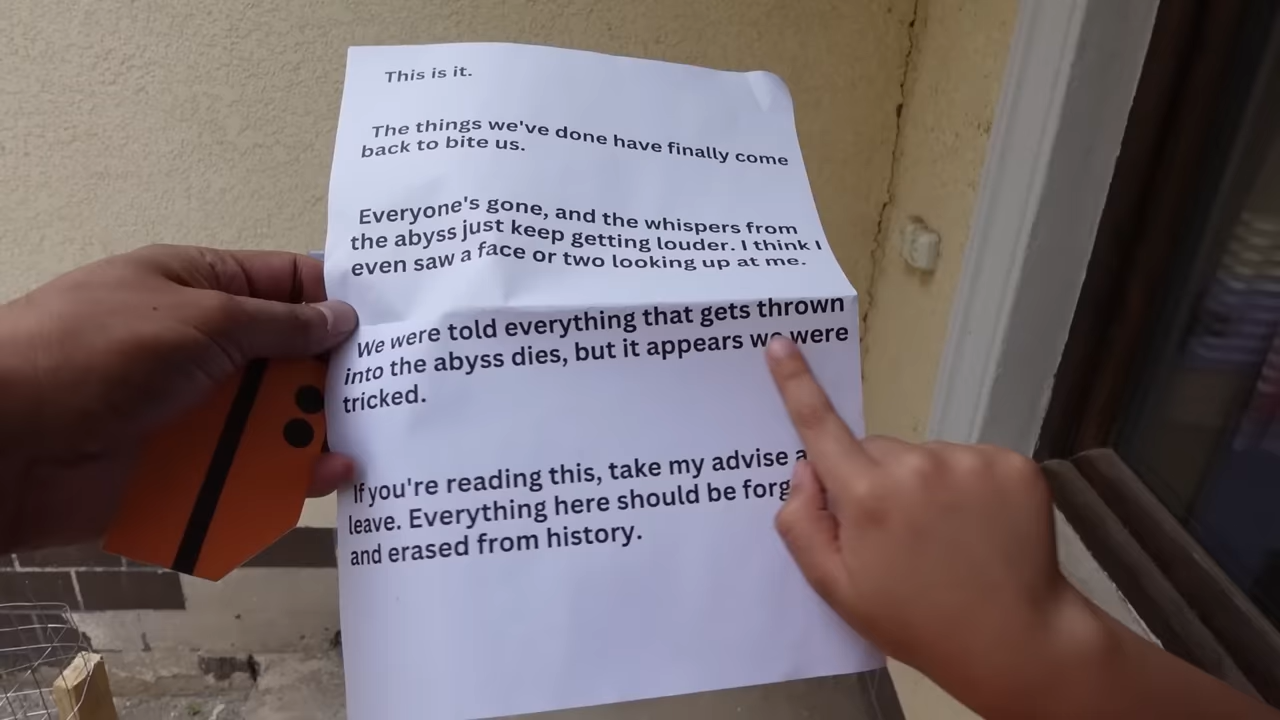 This is it.
The things we've done have finally come
back to bite us.
Everyone's gone, and the whispers from
the abyss just keep getting louder. I think I
even saw a face or two looking up at me.
We were told everything that gets thrown
into the abyss dies, but it appears we were
tricked.
If you're reading this, take my advise
leave. Everything here should be
and erased from history.